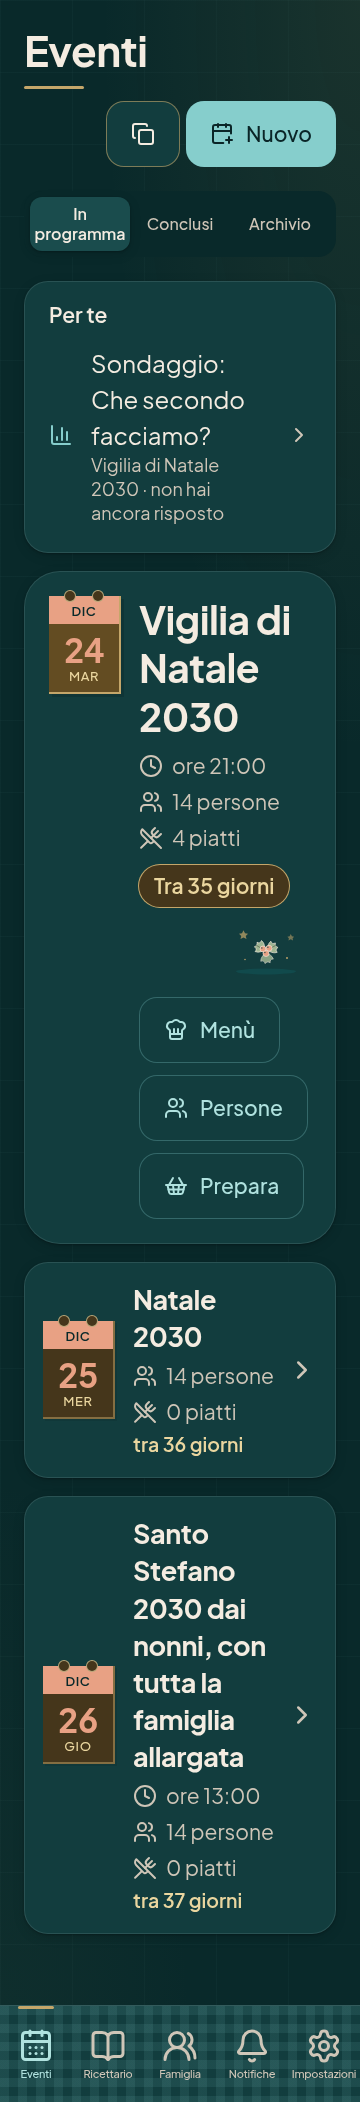 Eventi
Nuovo
In
programma
Conclusi
Archivio
Per te
Sondaggio:
Che secondo
facciamo?
Vigilia di Natale
2030 · non hai
ancora risposto
DIC
24
MAR
Vigilia di
Natale
2030
ore 21:00
14 persone
4 piatti
Tra 35 giorni
Menù
Persone
Prepara
DIC
25
MER
Natale
2030
14 persone
0 piatti
tra 36 giorni
DIC
26
GIO
Santo
Stefano
2030 dai
nonni, con
tutta la
famiglia
allargata
ore 13:00
14 persone
0 piatti
tra 37 giorni
Eventi
Ricettario
Famiglia
Notifiche
Impostazioni